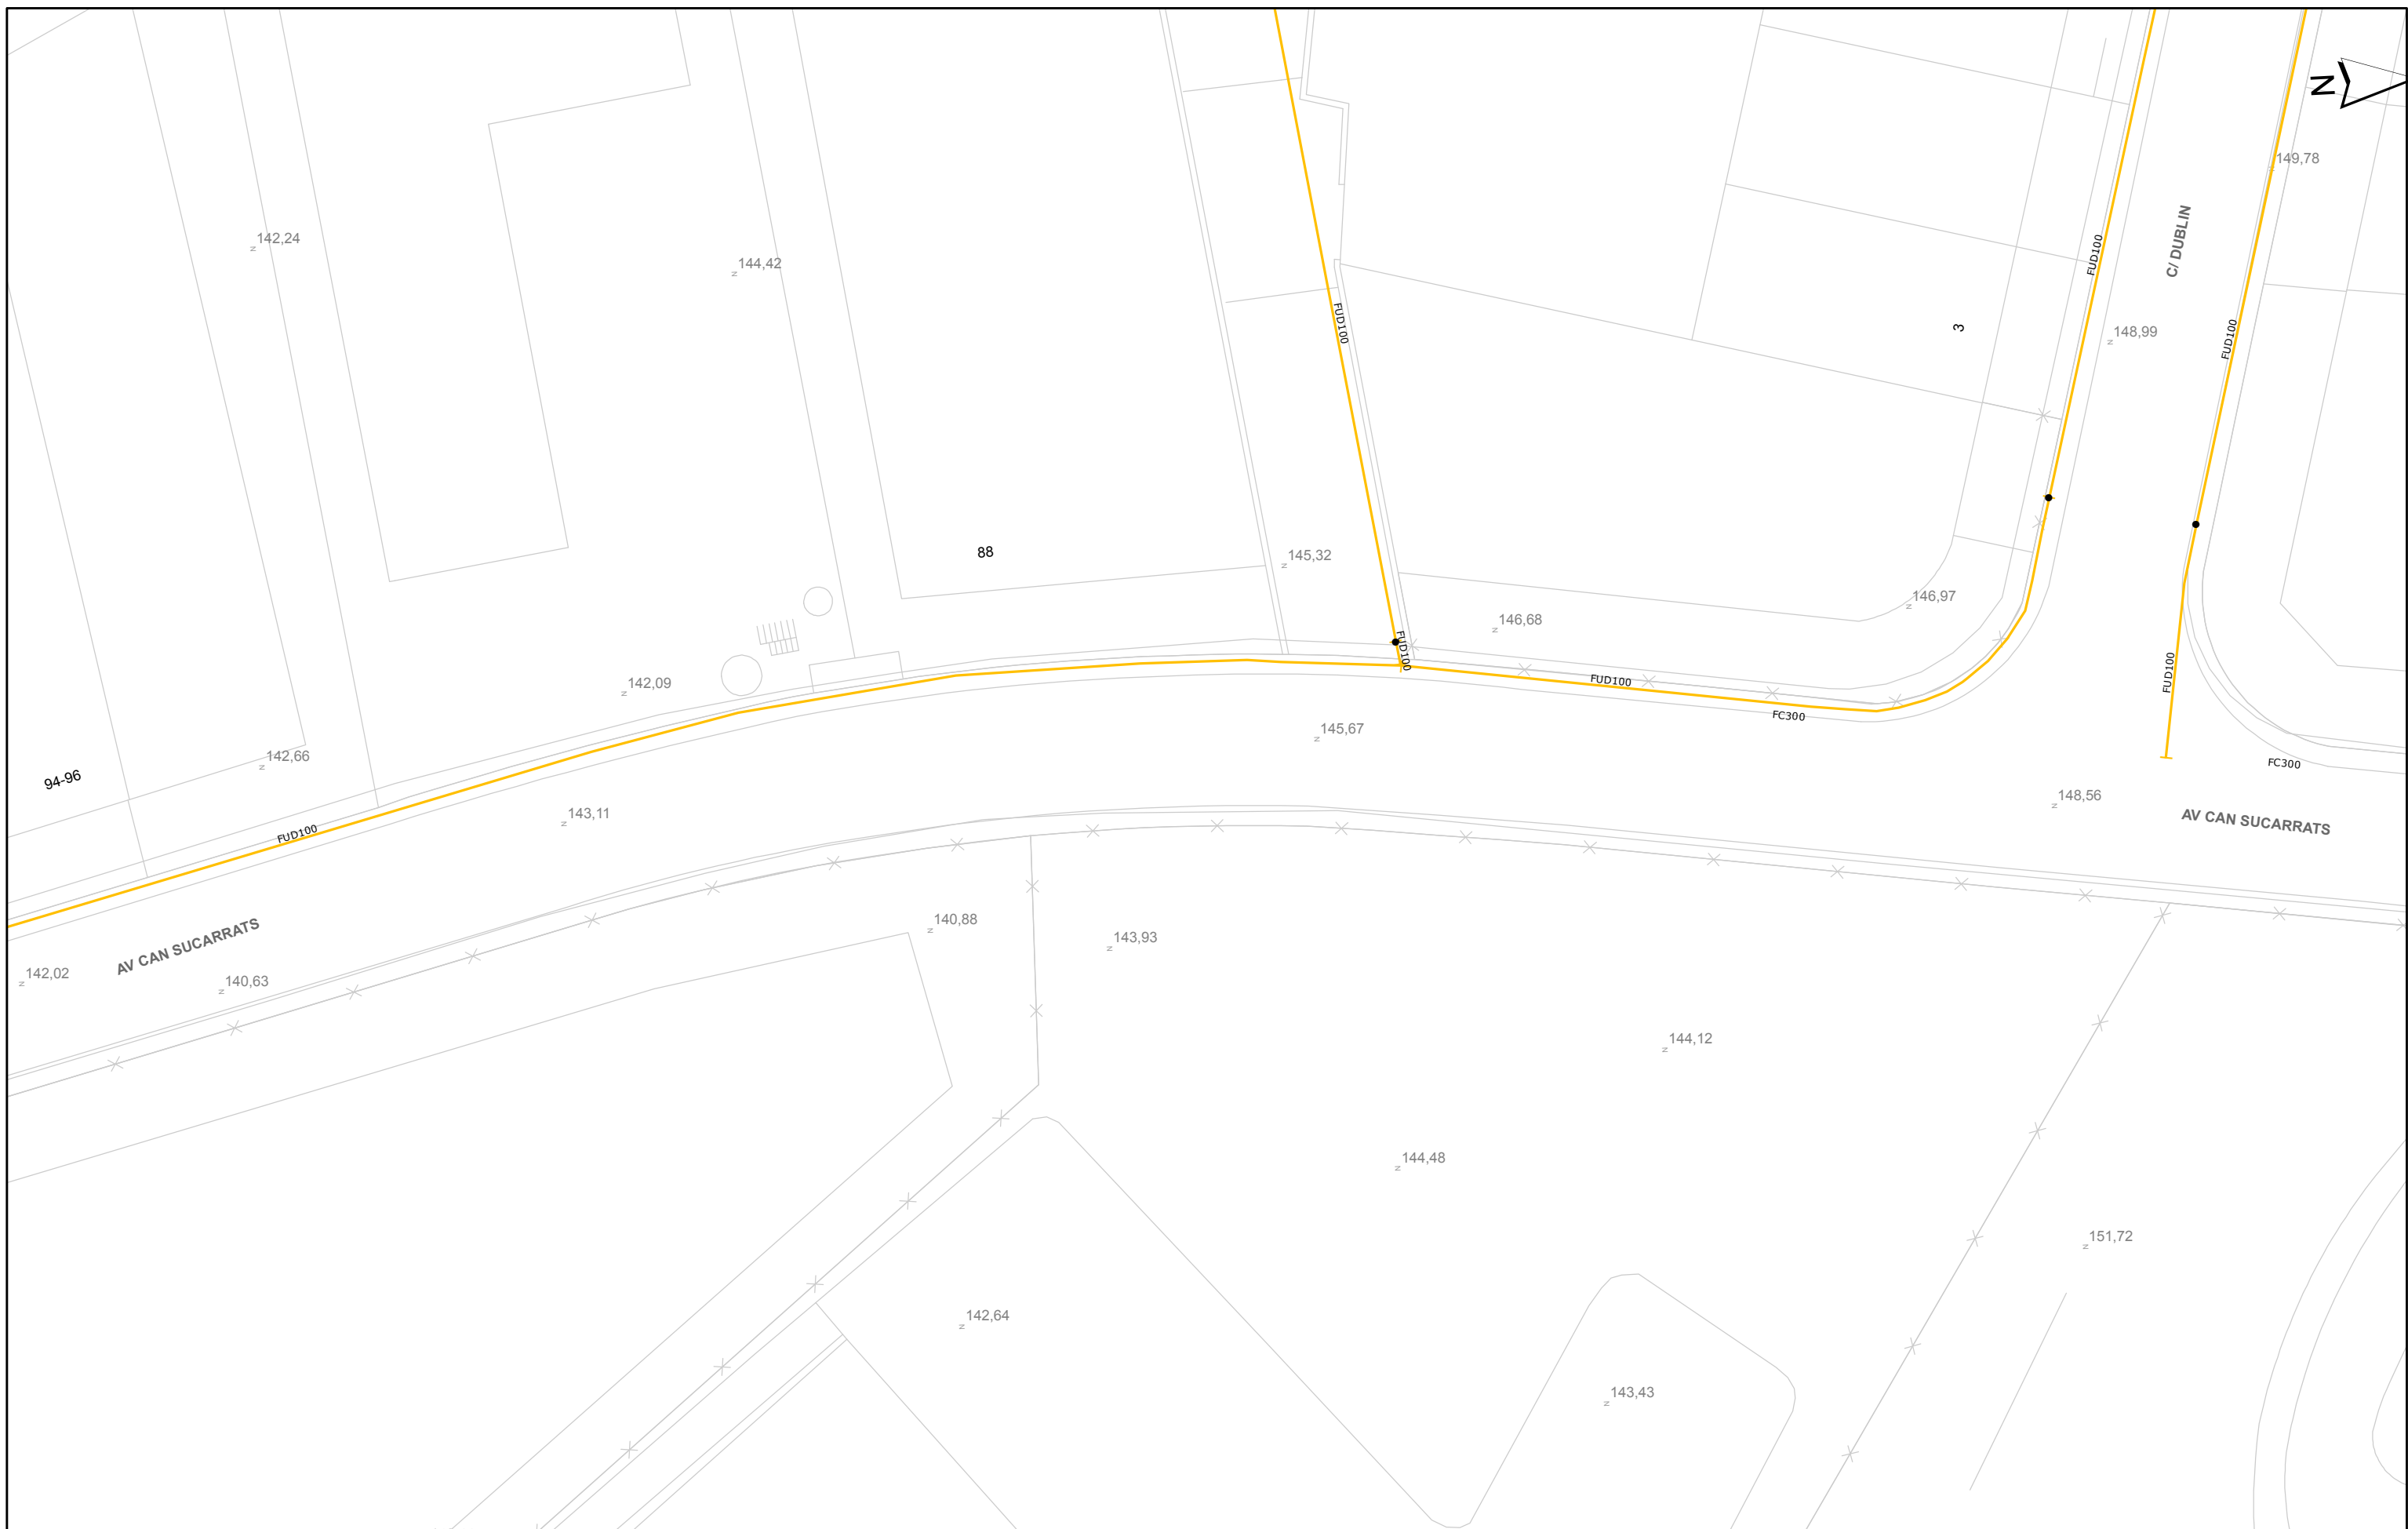 N
149,78
142,24
C/ DUBLIN
FUD100
144,42
FUD100
3
148,99
FUD100
88
145,32
146,97
146,68
FUD100
142,09
FUD100
FUD100
FC300
145,67
142,66
94-96
FC300
148,56
143,11
AV CAN SUCARRATS
FUD100
140,88
AV CAN SUCARRATS
143,93
142,02
140,63
144,12
144,48
151,72
142,64
143,43